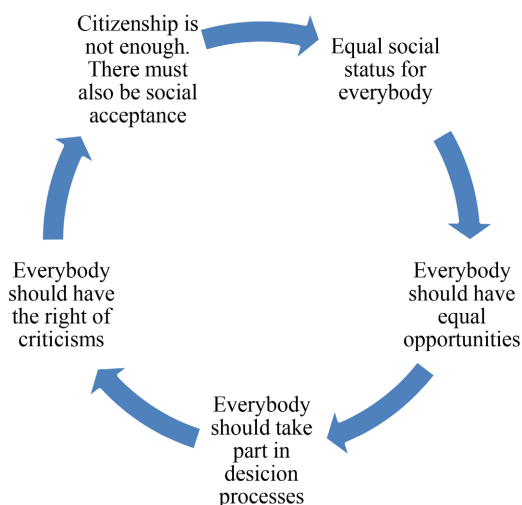 Citizenship is
not enough.
There must
also be social
acceptance
Equal social
status for
everybody
Everybody
should have
equal
opportunities
Everybody
should take
part in
desicion
processes
Everybody
should have
the right of
criticisms